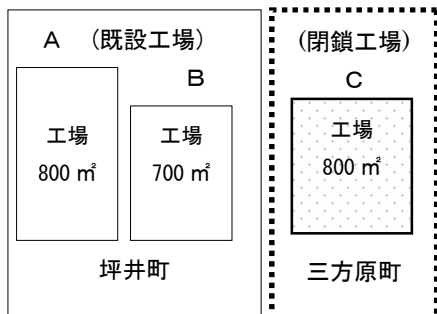 A （既設工場）
B
工場
800 ㎡
工場
700 ㎡
坪井町
(閉鎖工場)
C
工場
800 ㎡
三方原町